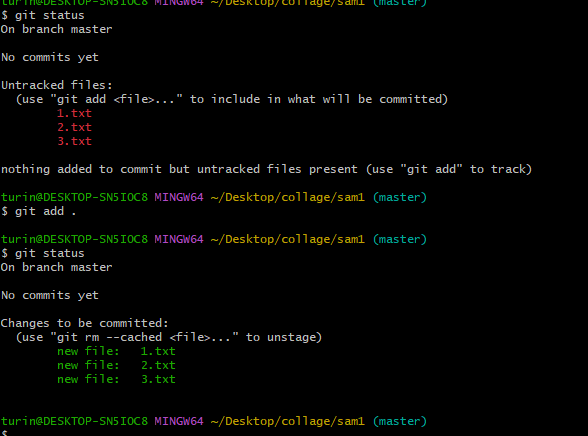 turin@DESKTOP-SN5IOC8 MINGW64 ~/Desktop/collage/sam1 (master)
$ git status
On branch master
No commits yet
Untracked files:
(use "git add <file>..." to include in what will be committed)
1.txt
2.txt
3.txt
nothing added to commit but untracked files present (use "git add" to track)
turin@DESKTOP-SN5IOC8 MINGW64 ~/Desktop/collage/sam1 (master)
$ git add .
turin@DESKTOP-SN5IOC8 MINGW64 ~/Desktop/collage/sam1 (master)
$ git status
On branch master
No commits yet
Changes to be committed:
(use "git rm --cached <file>..." to unstage)
new file:   1.txt
new file:   2.txt
new file:   3.txt
turin@DESKTOP-SN5IOC8 MINGW64 ~/Desktop/collage/sam1 (master)
$